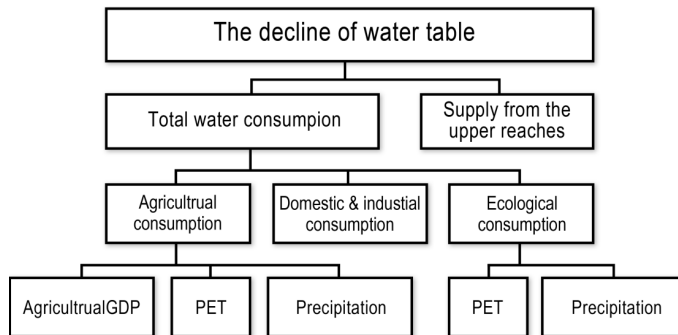 The decline of water table
Total water consumpion
Supply from the
upper reaches
Agricultrual
consumption
Domestic & industial
consumption
Ecological
consumption
AgricultrualGDP
PET
Precipitation
PET
Precipitation